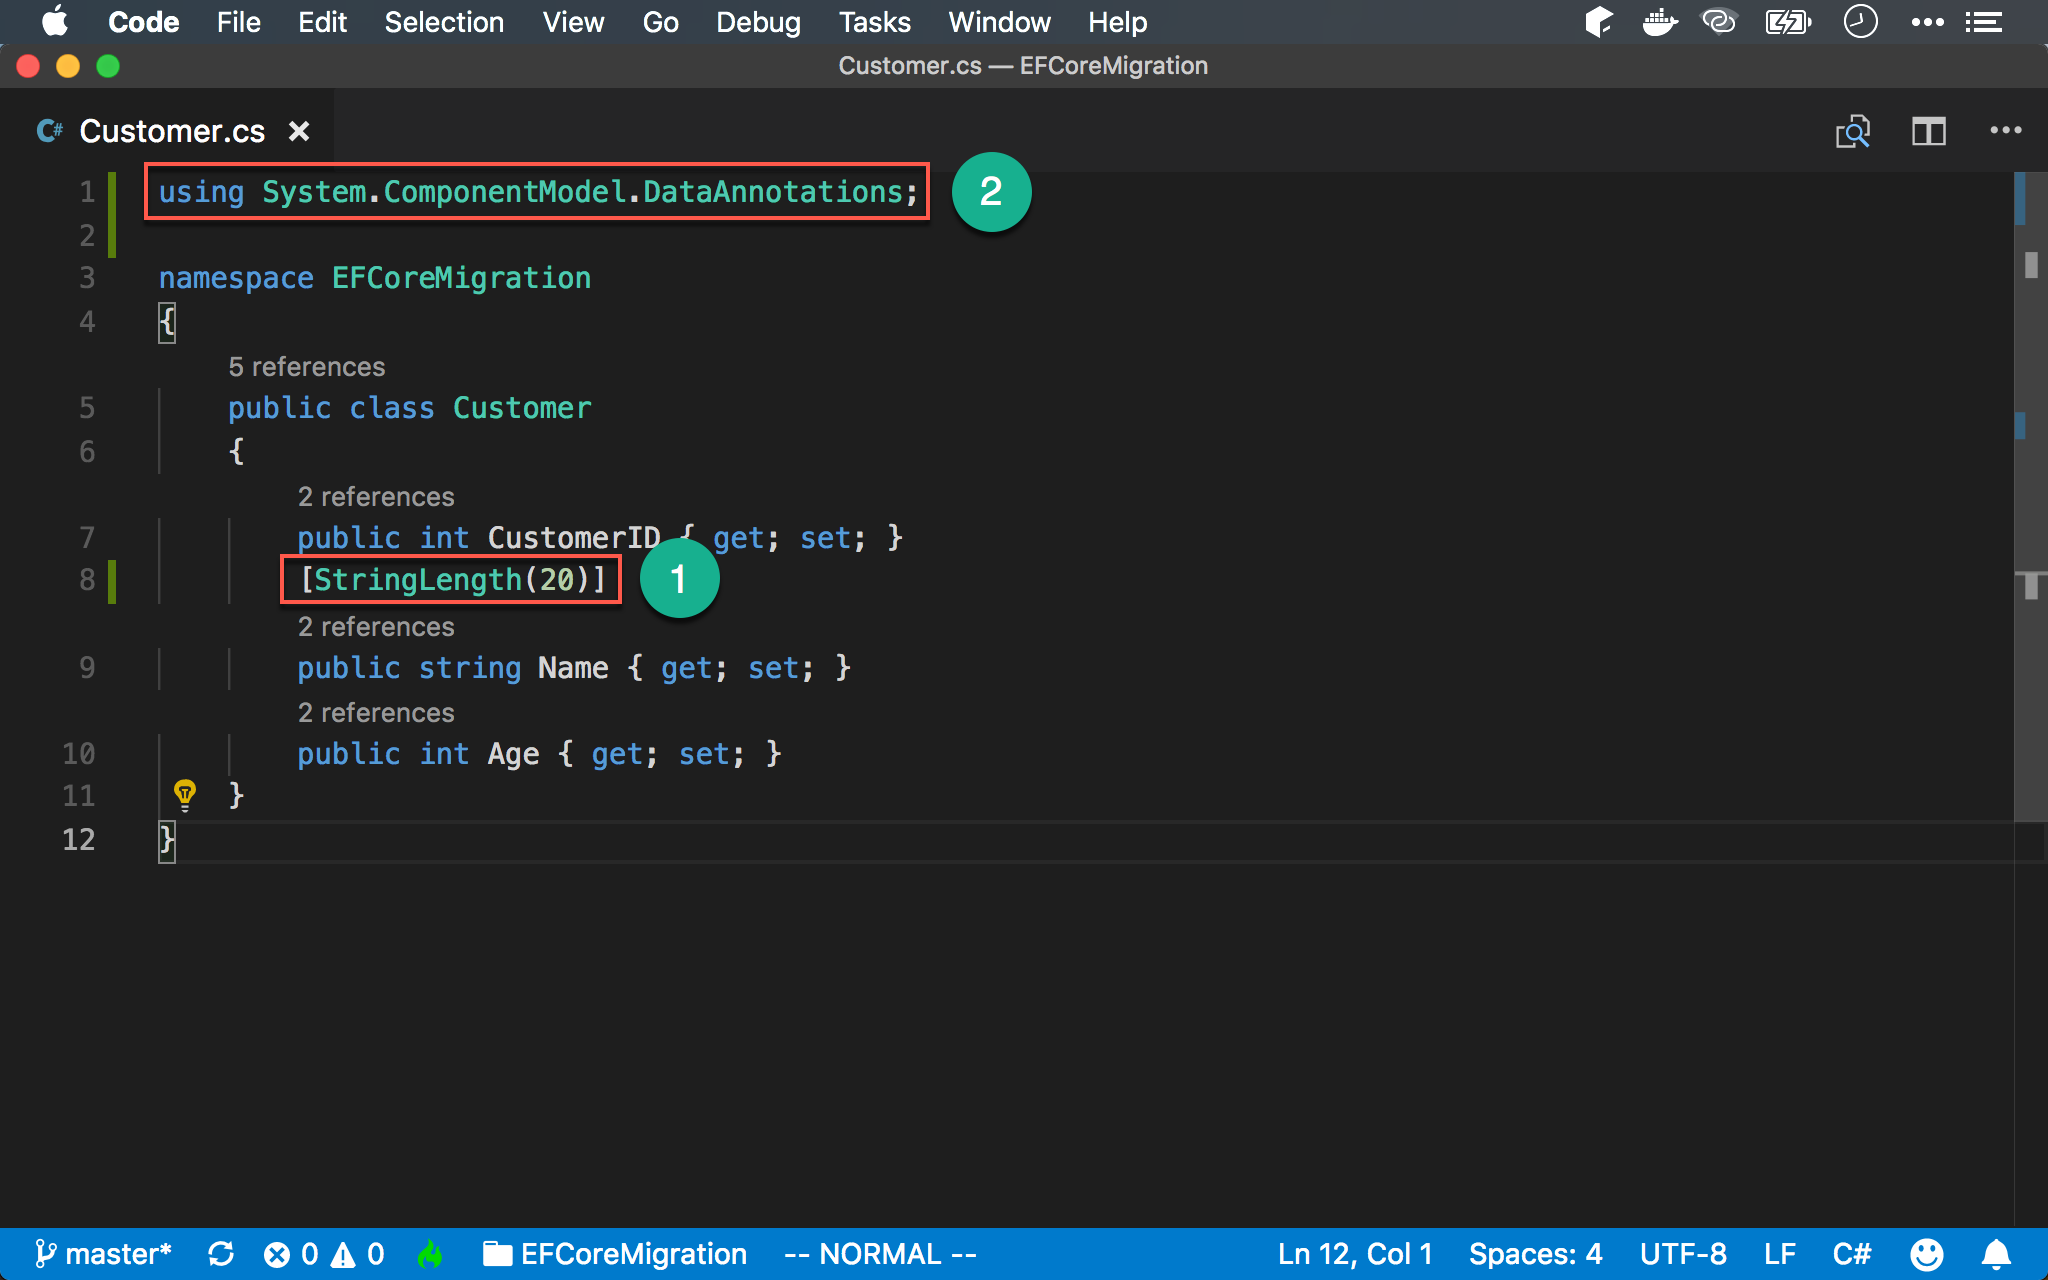 Code File Edit Selection View Go Debug Tasks Window Help
Customer.cs — EFCoreMigration
C# Customer.cs
1 using System.ComponentModel.DataAnnotations; 2
2
3 namespace EFCoreMigration
4 {
5 references
5 public class Customer
6 {
2 references
7 public int CustomerID { get; set; }
8 [StringLength(20)] 1
2 references
9 public string Name { get; set; }
2 references
10 public int Age { get; set; }
11 }
12 }
master* 0 0 EFCoreMigration -- NORMAL -- Ln 12, Col 1 Spaces: 4 UTF-8 LF C#